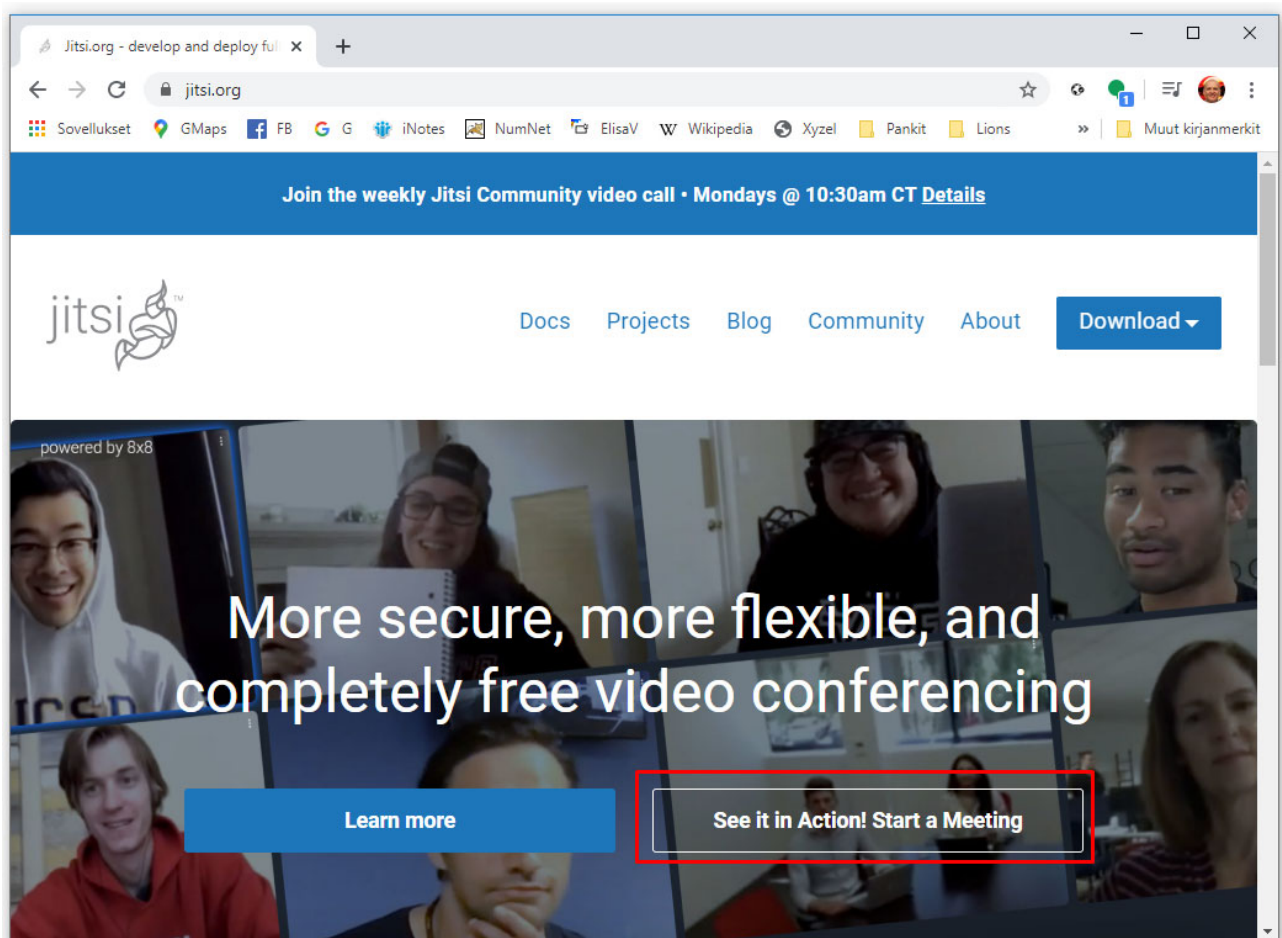 Jitsi.org - develop and deploy ful
jitsi.org
1
Sovellukset GMaps FB G iNotes NumNet ElisaV Wikipedia Xyzel Pankit Lions » Muut kirjanmerkit
Join the weekly Jitsi Community video call • Mondays @ 10:30am CT Details
jitsi ™
Docs Projects Blog Community About Download
powered by 8x8
More secure, more flexible, and
completely free video conferencing
UCSD
Learn more
See it in Action! Start a Meeting